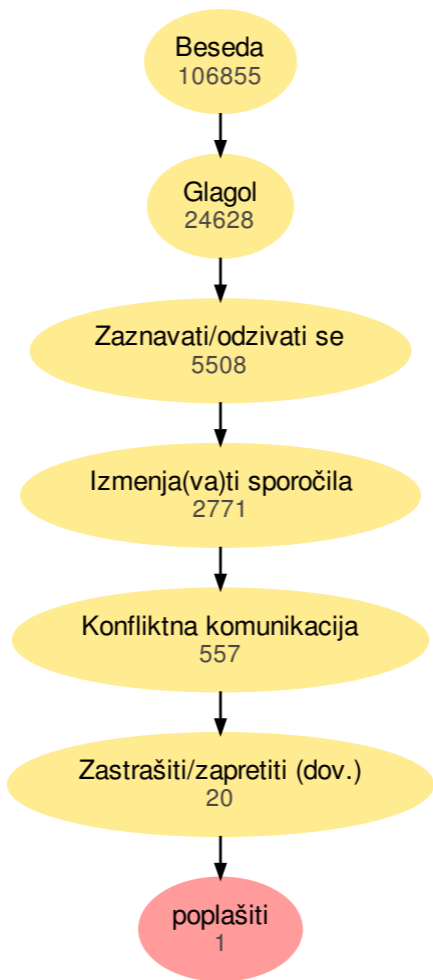 Beseda
106855
Glagol
24628
Zaznavati/odzivati se
5508
Izmenja(va)ti sporočila
2771
Konfliktna komunikacija
557
Zastrašiti/zapretiti (dov.)
20
poplašiti
1